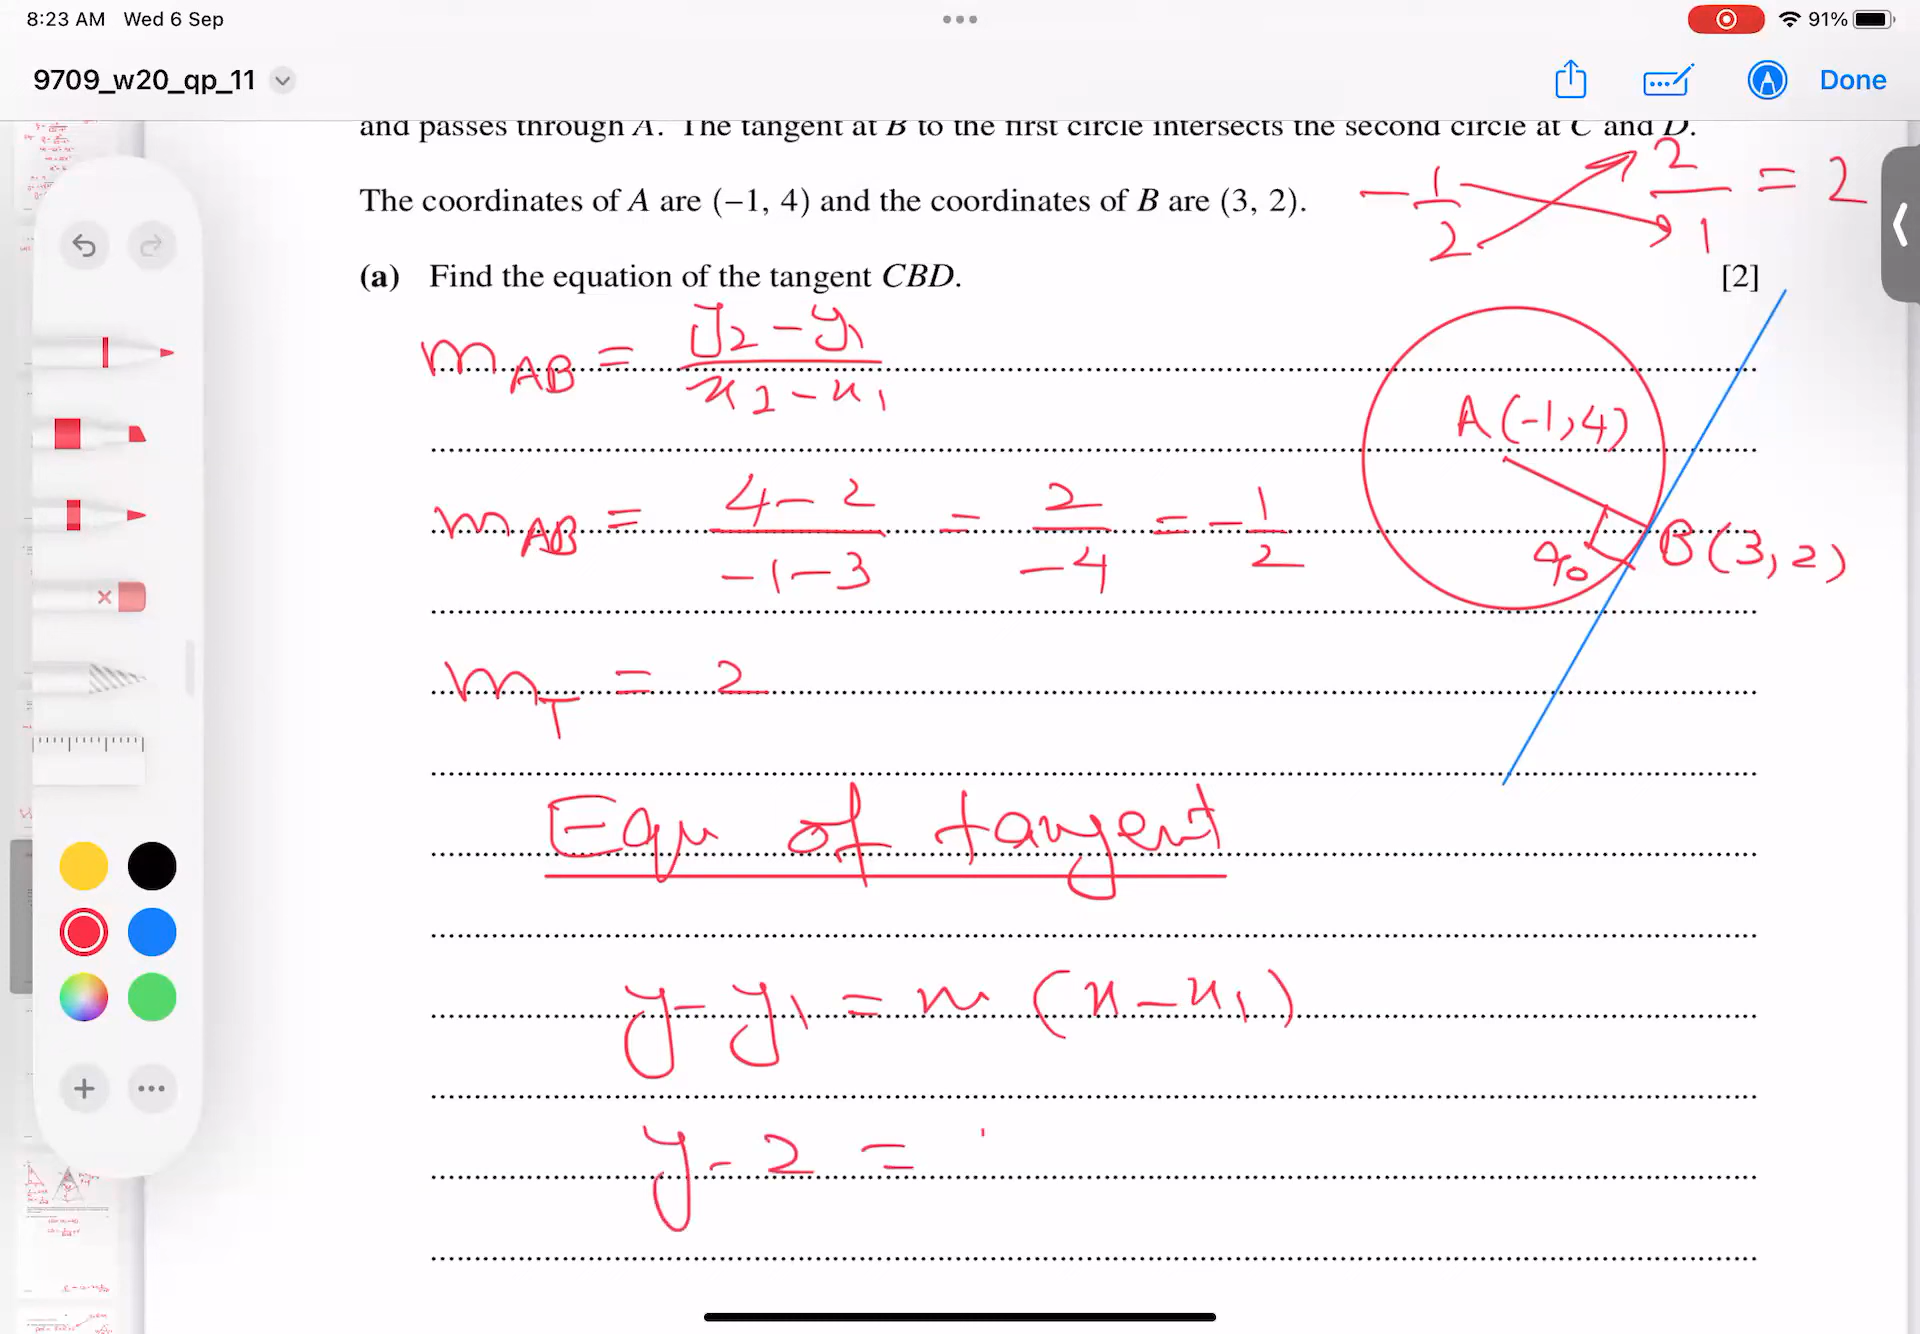 8:23 AM Wed 6 Sep
91%
9709_w20_qp_11
Done
and passes through A. The tangent at B to the first circle intersects the second circle at C and D.
The coordinates of A are (−1, 4) and the coordinates of B are (3, 2).
-1/2 2/1 = 2
(a) Find the equation of the tangent CBD.
[2]
m_AB = (y₂ - y₁)/(x₂ - x₁)
A(-1,4)
m_AB = (4-2)/(-1-3) = 2/-4 = -1/2
90
B(3,2)
m_T = 2
Equ of tangent
y - y₁ = m (x - x₁)
y - 2 =